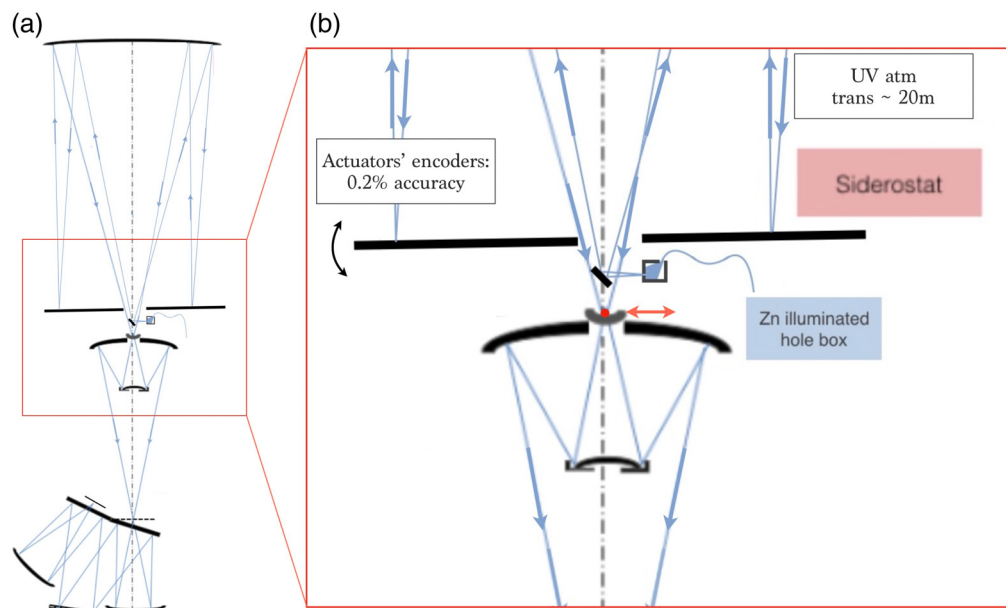 (a)
(b)
UV atm
trans ~ 20m
Actuators' encoders:
0.2% accuracy
Siderostat
Zn illuminated
hole box